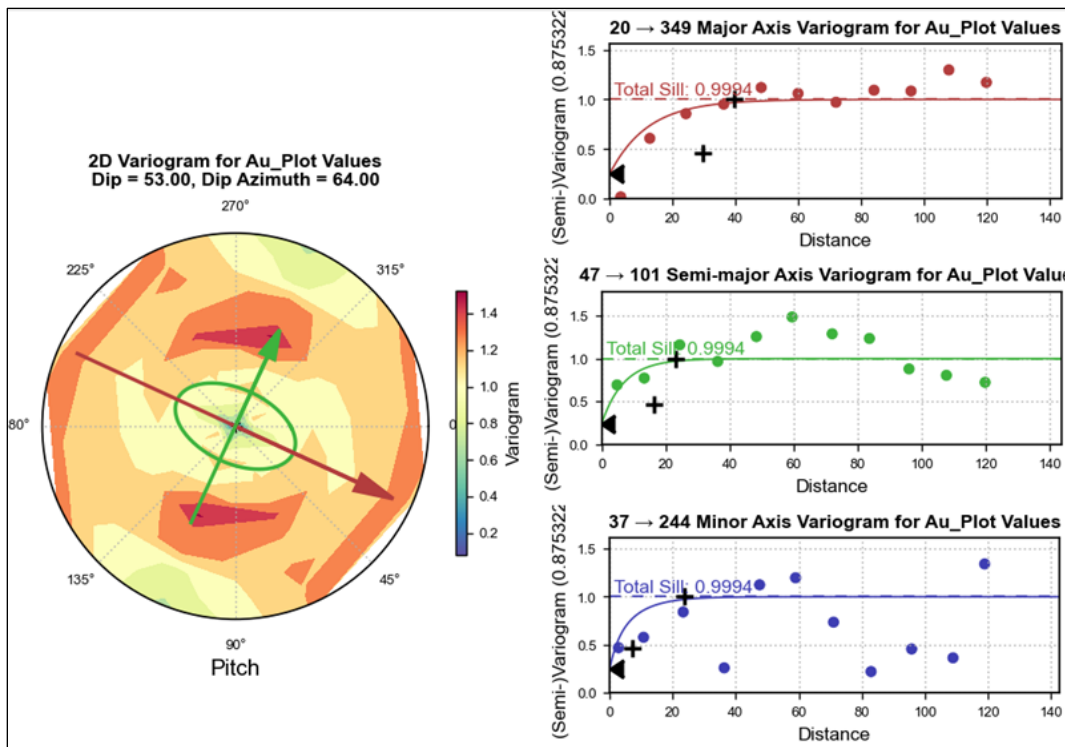 2D Variogram for Au_Plot Values
Dip = 53.00, Dip Azimuth = 64.00
270°
225°
315°
80°
0
135°
45°
90°
Pitch
1.4
1.2
1.0
0.8
0.6
0.4
0.2
Variogram
20 → 349 Major Axis Variogram for Au_Plot Values
(Semi-)Variogram (0.875322
1.5
1.0
0.5
0.0
Total Sill: 0.9994
0 20 40 60 80 100 120 140
Distance
47 → 101 Semi-major Axis Variogram for Au_Plot Valu
(Semi-)Variogram (0.875322
1.5
1.0
0.5
0.0
Total Sill: 0.9994
0 20 40 60 80 100 120 140
Distance
37 → 244 Minor Axis Variogram for Au_Plot Values
(Semi-)Variogram (0.875322
1.5
1.0
0.5
0.0
Total Sill: 0.9994
0 20 40 60 80 100 120 140
Distance